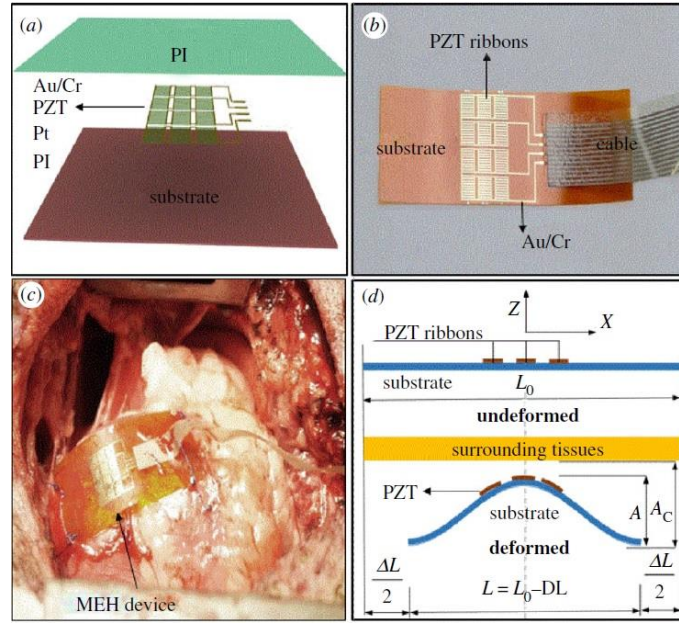 (a)
PI
Au/Cr
PZT
Pt
PI
substrate
(b)
PZT ribbons
substrate
cable
Au/Cr
(c)
MEH device
(d)
Z
X
PZT ribbons
substrate
L₀
undeformed
surrounding tissues
PZT
substrate
A
A_C
deformed
ΔL/2
L = L₀–DL
ΔL/2